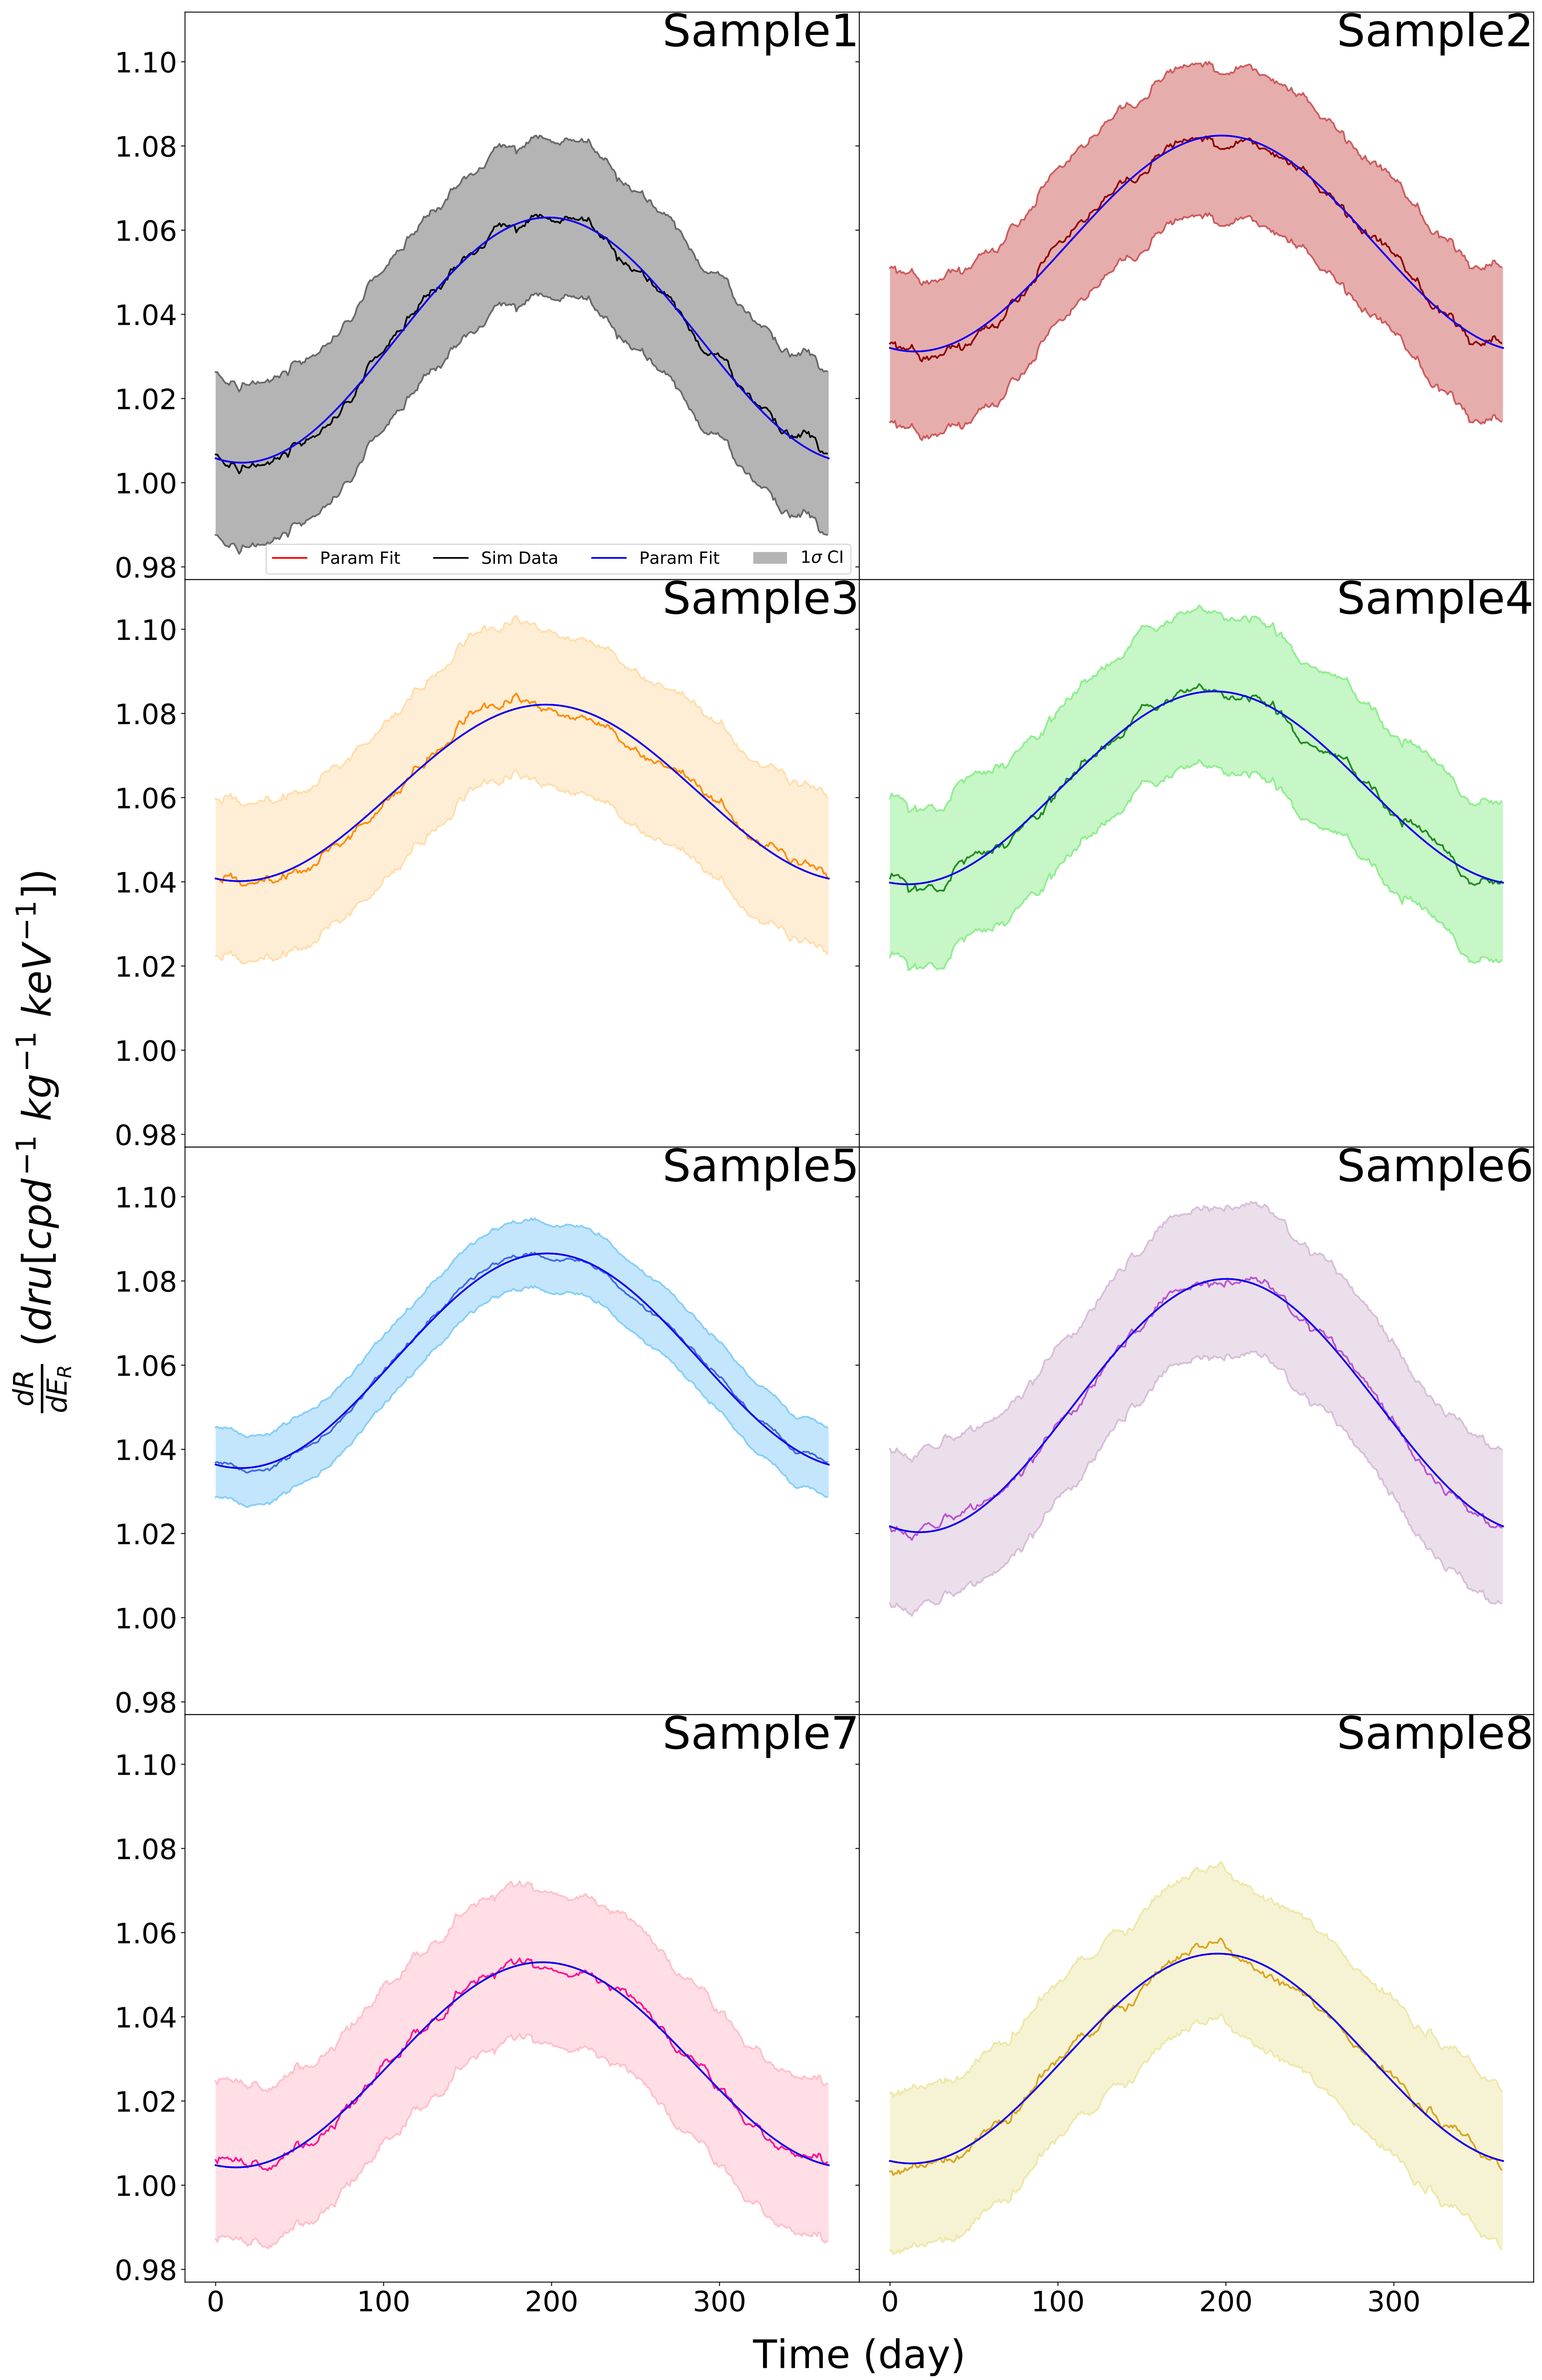 Sample1
Sample2
1.10
1.08
1.06
1.04
1.02
1.00
0.98
Param Fit Sim Data Param Fit 1σ CI
Sample3
Sample4
1.10
1.08
1.06
1.04
1.02
1.00
0.98
Sample5
Sample6
1.10
1.08
1.06
1.04
1.02
1.00
0.98
Sample7
Sample8
1.10
1.08
1.06
1.04
1.02
1.00
0.98
0 100 200 300
0 100 200 300
Time (day)
dR/dE_R (dru[cpd⁻¹ kg⁻¹ keV⁻¹])